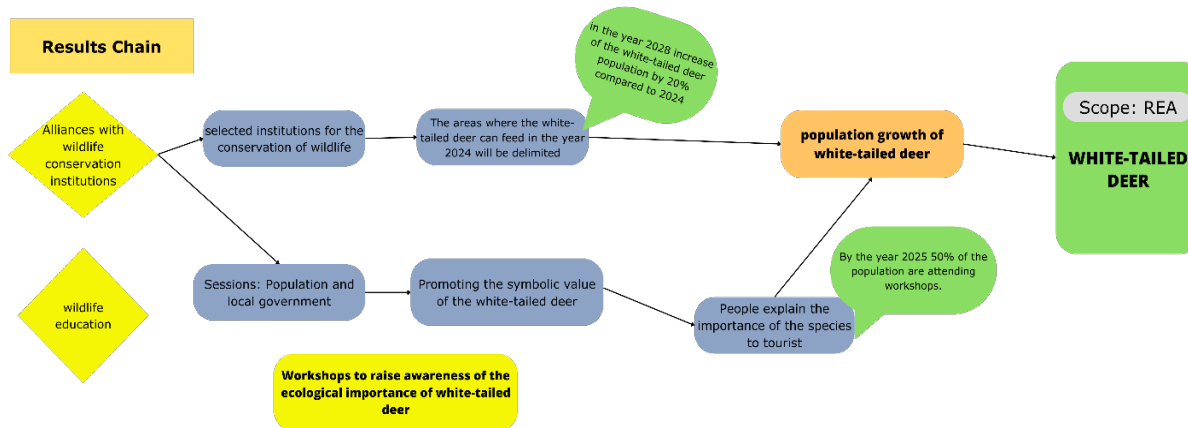 Results Chain
in the year 2028 increase
of the white-tailed deer
population by 20%
compared to 2024
Alliances with
wildlife
conservation
institutions
selected institutions for the
conservation of wildlife
The areas where the white-
tailed deer can feed in the year
2024 will be delimited
population growth of
white-tailed deer
Scope: REA
WHITE-TAILED
DEER
wildlife
education
Sessions: Population and
local government
Promoting the symbolic value
of the white-tailed deer
People explain the
importance of the species
to tourist
By the year 2025 50% of the
population are attending
workshops.
Workshops to raise awareness of the
ecological importance of white-tailed
deer